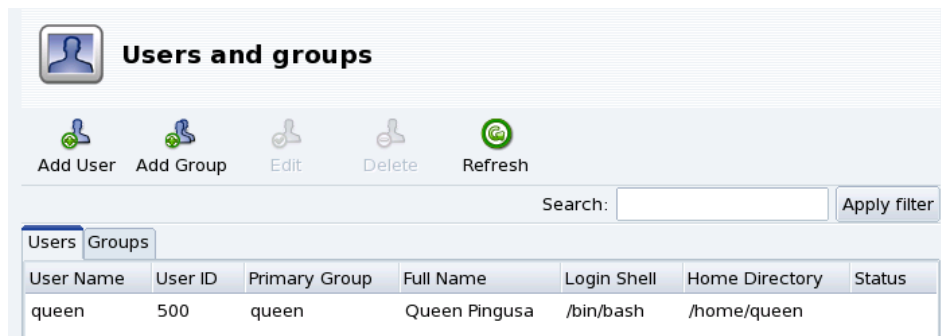 Users and groups
Add User Add Group Edit Delete Refresh
Search: Apply filter
Users Groups
User Name User ID Primary Group Full Name Login Shell Home Directory Status
queen 500 queen Queen Pingusa /bin/bash /home/queen